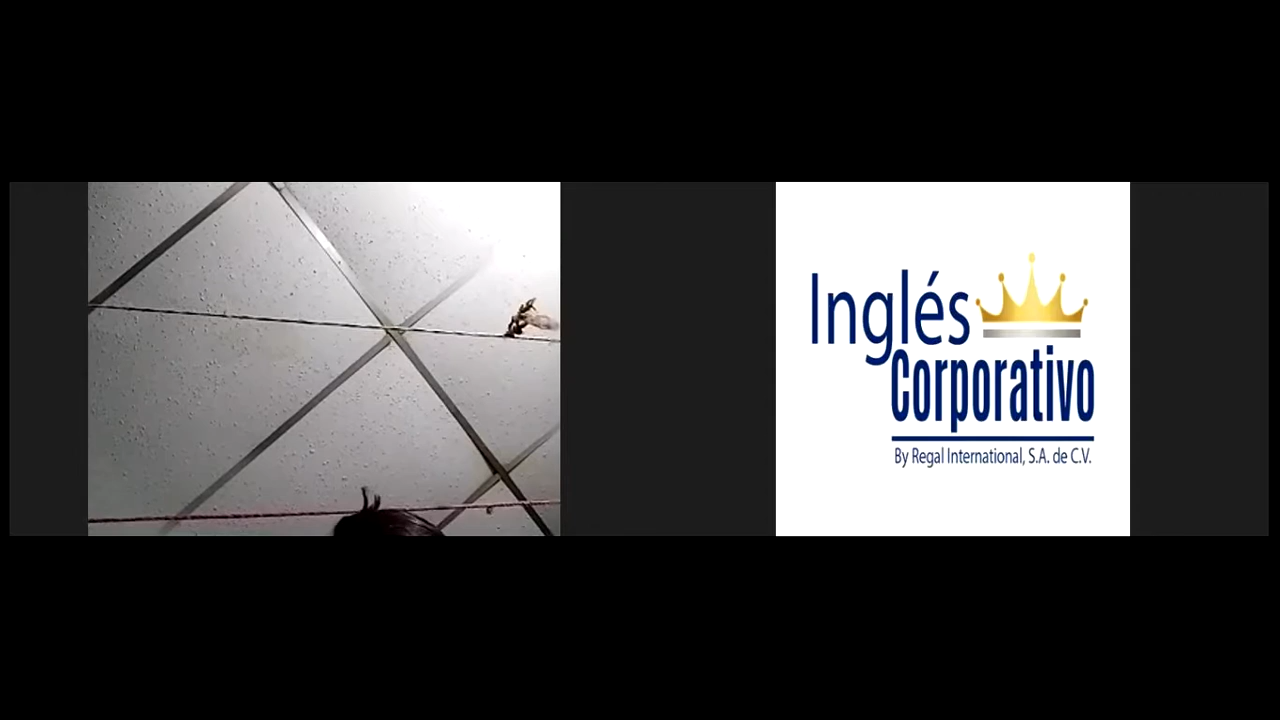 Inglés
Corporativo
By Regal International, S.A. de C.V.